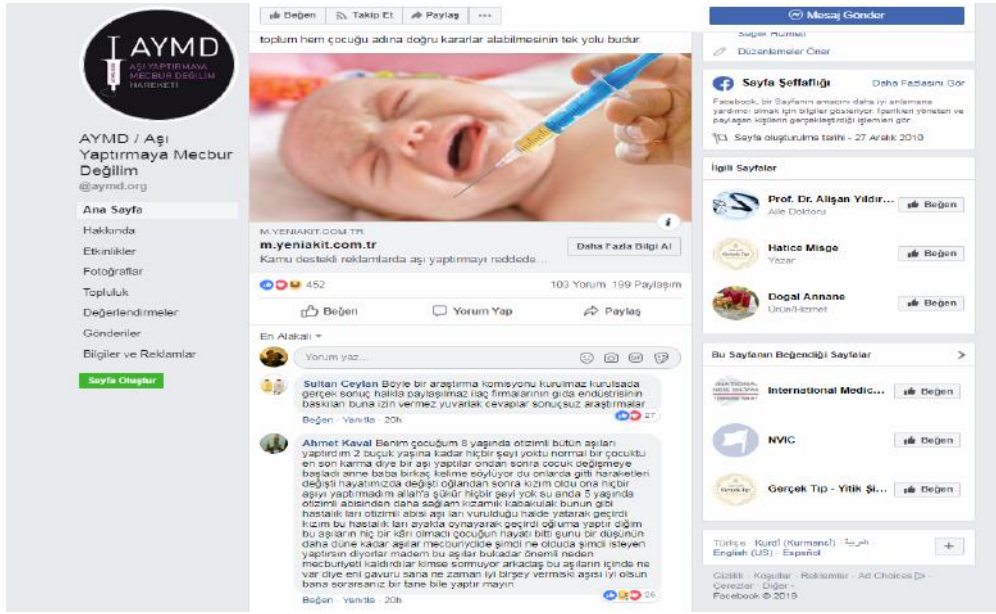 AYMD
AŞI YAPTIRMAYA
MECBUR DEĞİLİM
HAREKETİ
AYMD / Aşı
Yaptırmaya Mecbur
Değilim
@aymd.org
Ana Sayfa
Hakkında
Etkinlikler
Fotoğraflar
Topluluk
Değerlendirmeler
Gönderiler
Bilgiler ve Reklamlar
Sayfa Oluştur
Beğen
Takip Et
Paylaş
toplum hem çocuğu adına doğru kararlar alabilmesinin tek yolu budur.
M.YENIAKIT.COM.TR
m.yeniakit.com.tr
Kamu destekli reklamlarda aşı yaptırmayı reddede...
Daha Fazla Bilgi Al
452
103 Yorum 199 Paylaşım
Beğen
Yorum Yap
Paylaş
En Alakalı
Yorum yaz...
Sultan Ceylan Böyle bir araştırma komisyonu kurulmaz kurulsada
gerçek sonuç halkla paylaşılmaz ilaç firmalarının gıda endüstrisinin
baskıları buna izin vermez yuvarlak cevaplar sonuçsuz araştırmalar
27
Beğen · Yanıtla · 20h
Ahmet Kaval Benim çocuğum 8 yaşında otizimli bütün aşıları
yaptırdım 2 buçuk yaşına kadar hiçbir şeyi yoktu normal bir çocuktu
en son karma diye bir aşı yaptılar ondan sonra cocuk değişmeye
başladı anne baba birkaç kelime söylüyor du onlarda gitti haraketleri
değişti hayatımızda değişti oğlandan sonra kızım oldu ona hiçbir
aşıyı yaptırmadım allah'a şükür hiçbir şeyi yok su anda 5 yaşında
otizimli abisinden daha sağlam kızamık kabakulak bunun gibi
hastalık ları otizimli abisi aşı ları vurulduğu halde yatarak geçirdi
kızım bu hastalık ları ayakta oynayarak geçirdi oğluma yaptır diğim
bu aşıların hiç bir kârı olmadı çocuğun hayatı bitti şunu bir düşünün
daha düne kadar aşılar mecburiydide şimdi ne olduda şimdi isteyen
yaptırsın diyorlar madem bu aşılar bukadar önemli neden
mecburiyeti kaldırdılar kimse sormuyor arkadaş bu aşıların içinde ne
var diye eni gavuru sana ne zaman iyi birşey vermiski aşısı iyi olsun
bana sorarsanız bir tane bile yaptır mayın
26
Beğen · Yanıtla · 20h
Mesaj Gönder
Sağlık Hizmeti
Düzenlemeler Öner
Sayfa Şeffaflığı
Daha Fazlasını Gör
Facebook, bir Sayfanın amacını daha iyi anlamana
yardımcı olmak için bilgiler gösteriyor. İçerikleri yöneten ve
paylaşan kişilerin gerçekleştirdiği işlemleri gör.
Sayfa oluşturulma tarihi - 27 Aralık 2010
İlgili Sayfalar
Prof. Dr. Alişan Yıldır...
Aile Doktoru
Beğen
Hatice Misge
Yazar
Beğen
Dogal Annane
Ürün/Hizmet
Beğen
Bu Sayfanın Beğendiği Sayfalar
International Medic...
Beğen
NVIC
Beğen
Gerçek Tıp - Yitik Şi...
Beğen
Türkçe · Kurdî (Kurmancî) · العربية ·
English (US) · Español
Gizlilik · Koşullar · Reklamlar · Ad Choices ·
Çerezler · Diğer
Facebook © 2019